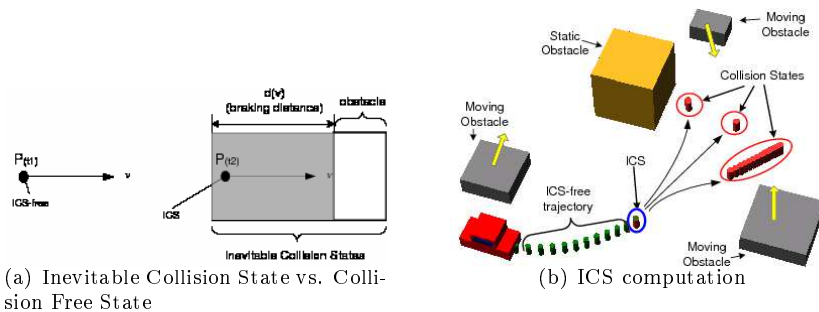 d(v)
(braking distance)
obstacle
P(t1)
v
ICS-free
P(t2)
v
ICS
Inevitable Collision States
(a) Inevitable Collision State vs. Colli-
sion Free State
Static
Obstacle
Moving
Obstacle
Collision States
Moving
Obstacle
ICS
ICS-free
trajectory
Moving
Obstacle
(b) ICS computation